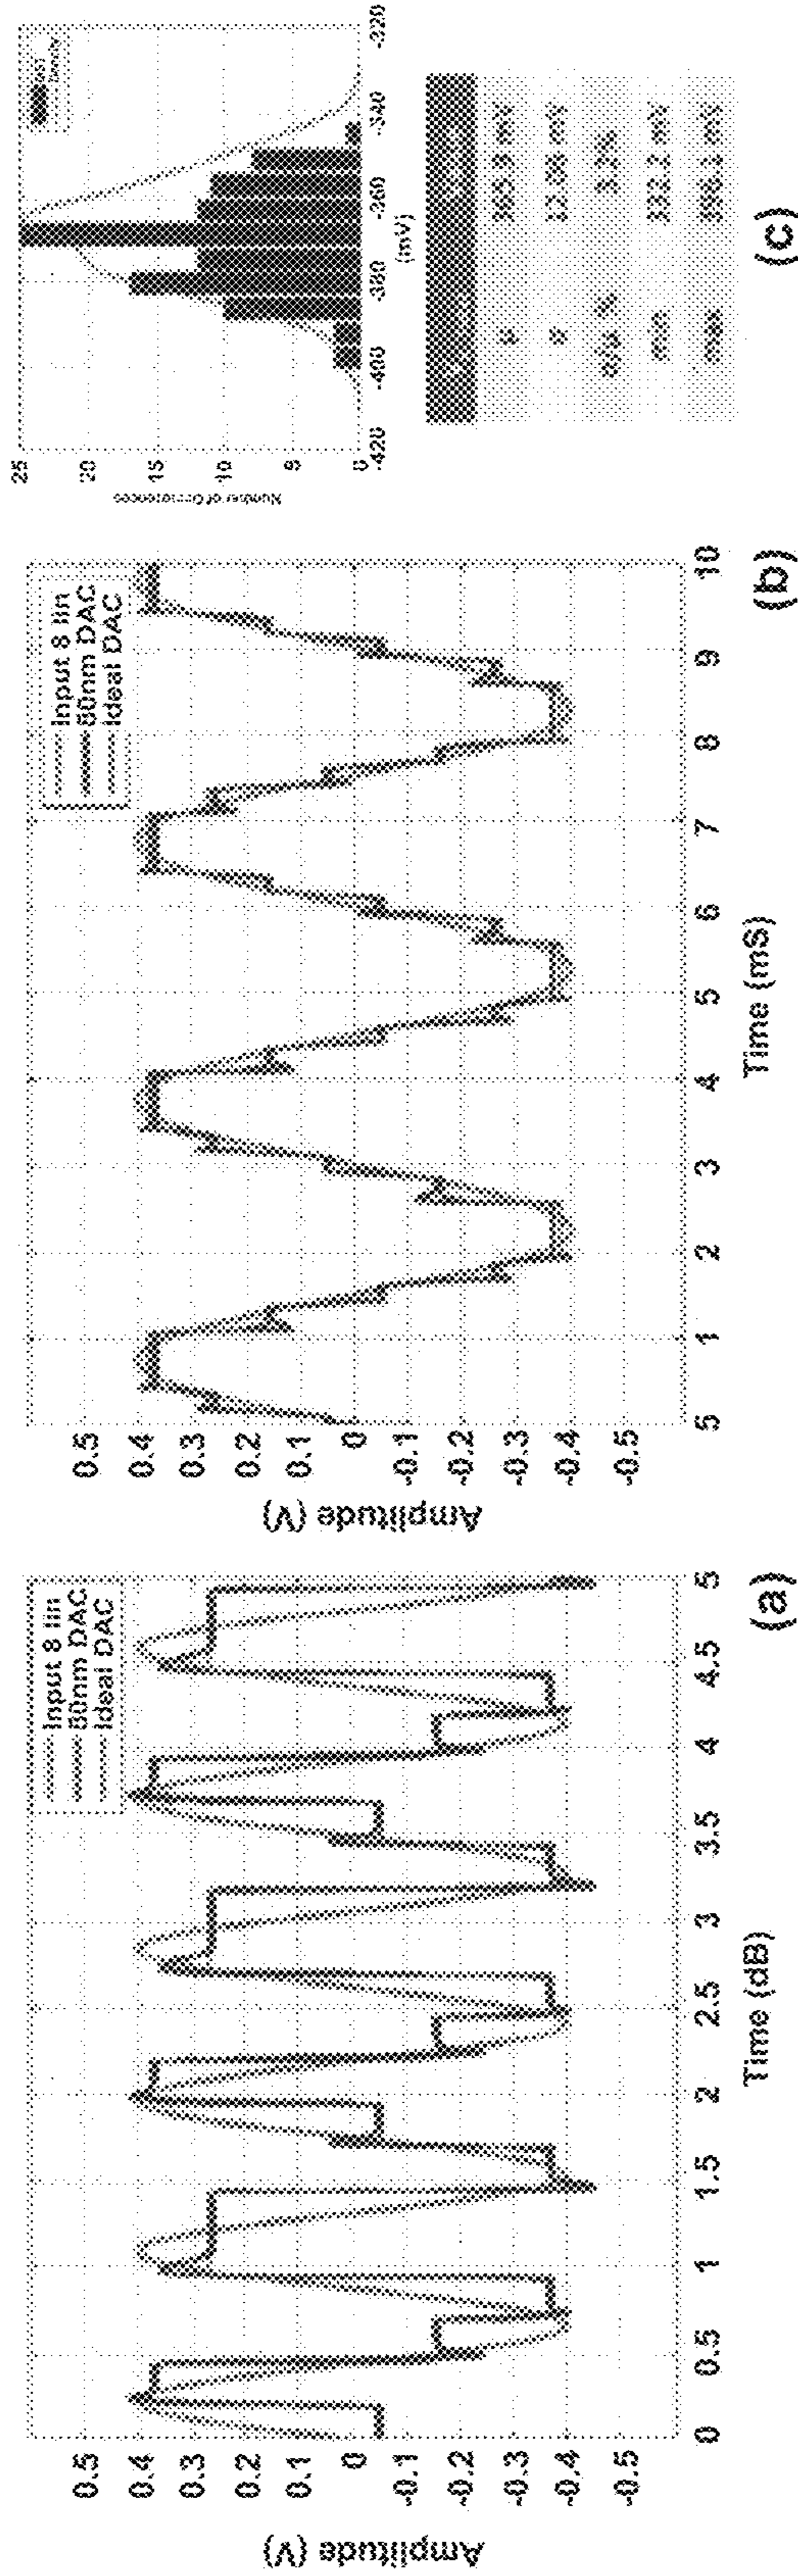 Amplitude (V)
0.5
0.4
0.3
0.2
0.1
0
-0.1
-0.2
-0.3
-0.4
-0.5
Input 8 lin
Ideal DAC
0
0.5
1
1.5
2
2.5
3
3.5
4
4.5
5
Time (dB)
(a)
Amplitude (V)
0.5
0.4
0.3
0.2
0.1
0
-0.1
-0.2
-0.3
-0.4
-0.5
Input 8 lin
Ideal DAC
5
1
2
3
4
5
6
7
8
9
10
Time (mS)
(b)
Number of Occurrences
25
20
15
10
5
0
Density
-420
-400
-380
-360
-340
-320
(mV)
μ
σ
σ/μ %
min
max
(c)